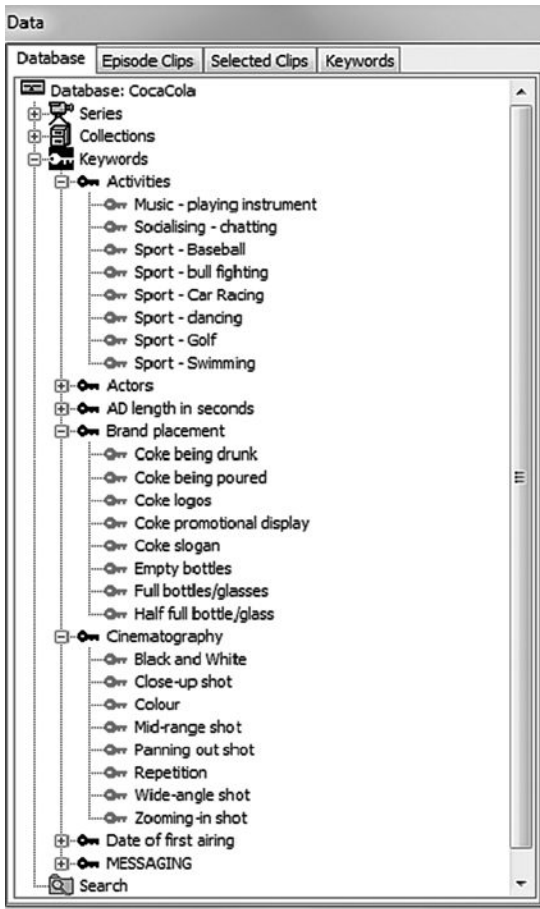 Data
Database Episode Clips Selected Clips Keywords
Database: CocaCola
Series
Collections
Keywords
Activities
Music - playing instrument
Socialising - chatting
Sport - Baseball
Sport - bull fighting
Sport - Car Racing
Sport - dancing
Sport - Golf
Sport - Swimming
Actors
AD length in seconds
Brand placement
Coke being drunk
Coke being poured
Coke logos
Coke promotional display
Coke slogan
Empty bottles
Full bottles/glasses
Half full bottle/glass
Cinematography
Black and White
Close-up shot
Colour
Mid-range shot
Panning out shot
Repetition
Wide-angle shot
Zooming-in shot
Date of first airing
MESSAGING
Search